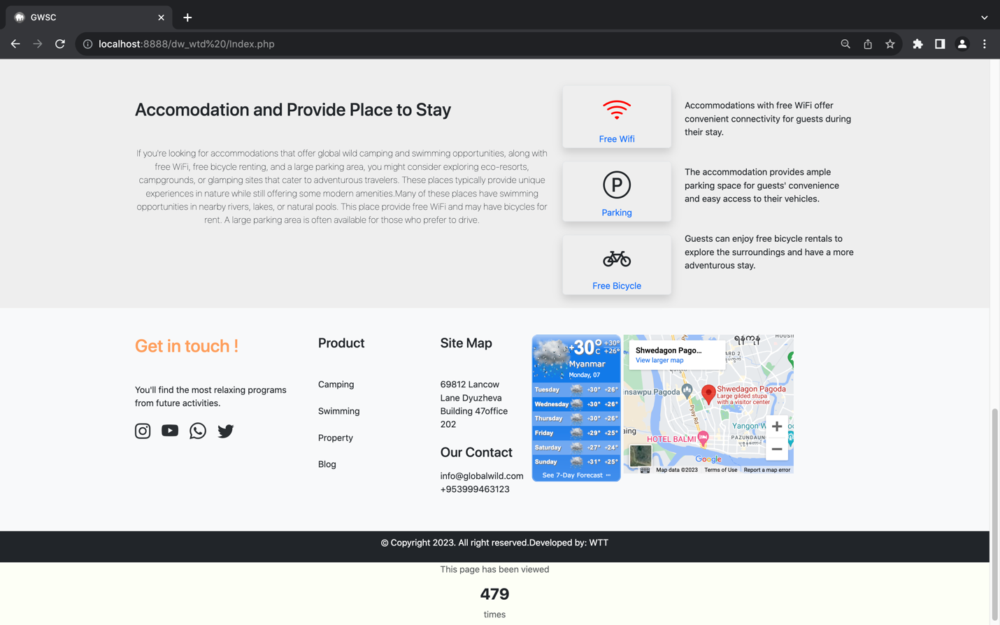 GWSC
localhost:8888/dw_wtd%20/Index.php
Accomodation and Provide Place to Stay
If you're looking for accommodations that offer global wild camping and swimming opportunities, along with
free WiFi, free bicycle renting, and a large parking area, you might consider exploring eco-resorts,
campgrounds, or glamping sites that cater to adventurous travelers. These places typically provide unique
experiences in nature while still offering some modern amenities.Many of these places have swimming
opportunities in nearby rivers, lakes, or natural pools. This place provide free WiFi and may have bicycles for
rent. A large parking area is often available for those who prefer to drive.
Free Wifi
Accommodations with free WiFi offer
convenient connectivity for guests during
their stay.
P
Parking
The accommodation provides ample
parking space for guests' convenience
and easy access to their vehicles.
Free Bicycle
Guests can enjoy free bicycle rentals to
explore the surroundings and have a more
adventurous stay.
Get in touch !
You'll find the most relaxing programs
from future activities.
Product
Camping
Swimming
Property
Blog
Site Map
69812 Lancow
Lane Dyuzheva
Building 47office
202
Our Contact
info@globalwild.com
+953999463123
+30° C +30° +26°
Myanmar
Monday, 07
Tuesday +30° +26°
Wednesday +30° +26°
Thursday +30° +26°
Friday +29° +25°
Saturday +27° +24°
Sunday +31° +25°
See 7-Day Forecast
Shwedagon Pago...
View larger map
ရန်ကုန်
HOUSI
ARD 2
nsawpu Pagoda
Shwedagon Pagoda
Large gilded stupa
with a visitor center
Pyay Rd
Yangon W
oc
aing
PAZUNDAUN
HOTEL BALMI
Google
Map data ©2023 Terms of Use Report a map error
© Copyright 2023. All right reserved.Developed by: WTT
This page has been viewed
479
times